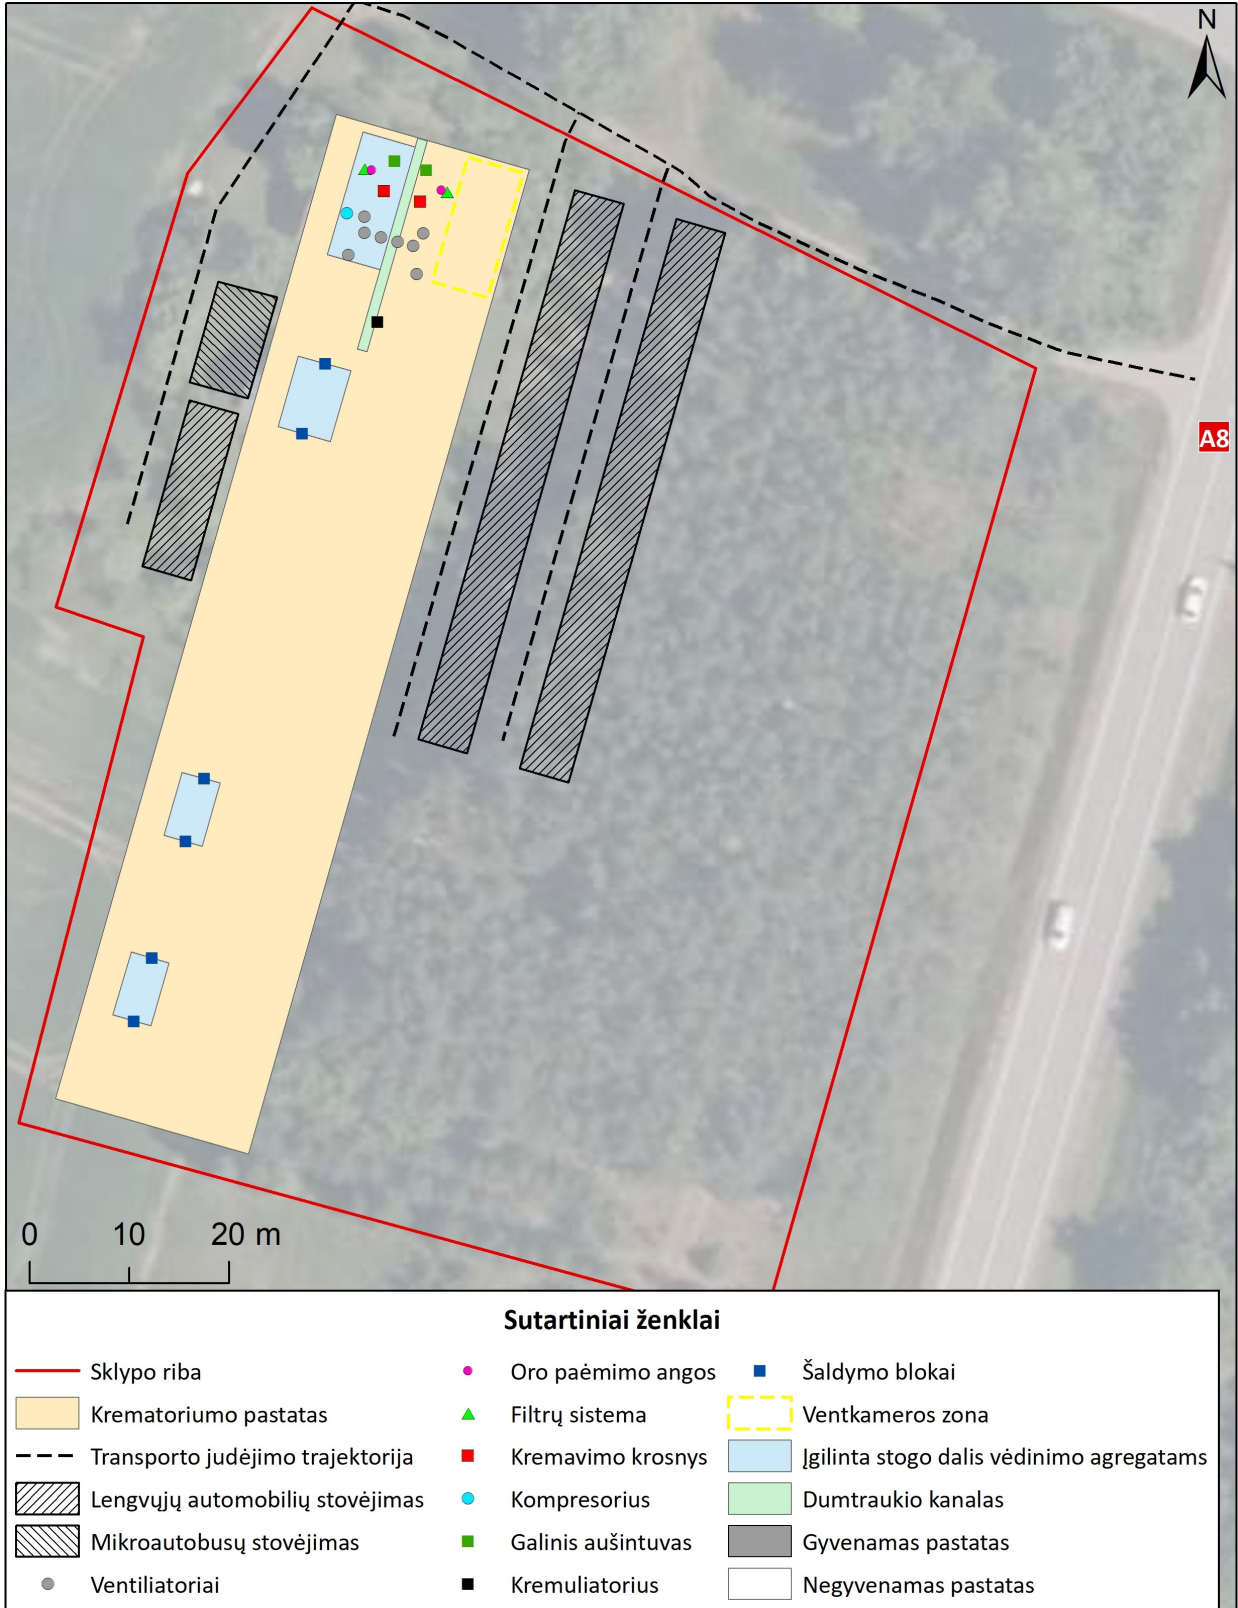 N
A8
0 10 20 m
Sutartiniai ženklai
Sklypo riba
Krematoriumo pastatas
Transporto judėjimo trajektorija
Lengvųjų automobilių stovėjimas
Mikroautobusų stovėjimas
Ventiliatoriai
Oro paėmimo angos
Filtrų sistema
Kremavimo krosnys
Kompresorius
Galinis aušintuvas
Kremuliatorius
Šaldymo blokai
Ventkameros zona
Įgilinta stogo dalis vėdinimo agregatams
Dumtraukio kanalas
Gyvenamas pastatas
Negyvenamas pastatas